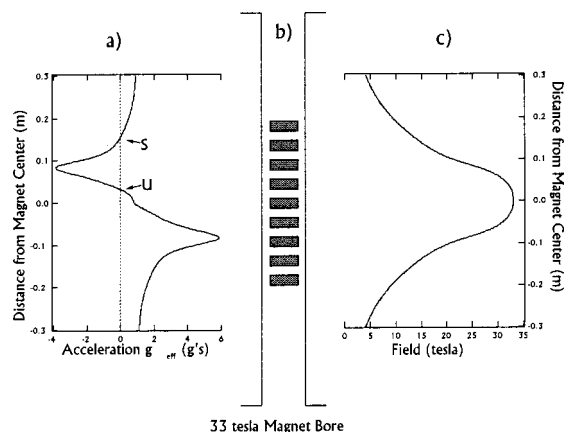 a)
b)
c)
Distance from Magnet Center (m)
0.3
0.2
0.1
0.0
-0.1
-0.2
-0.3
S
U
-4
-2
0
2
4
6
Acceleration g eff (g's)
0
5
10
15
20
25
30
35
Field (tesla)
0.3
0.2
0.1
0.0
-0.1
-0.2
-0.3
Distance from Magnet Center (m)
33 tesla Magnet Bore